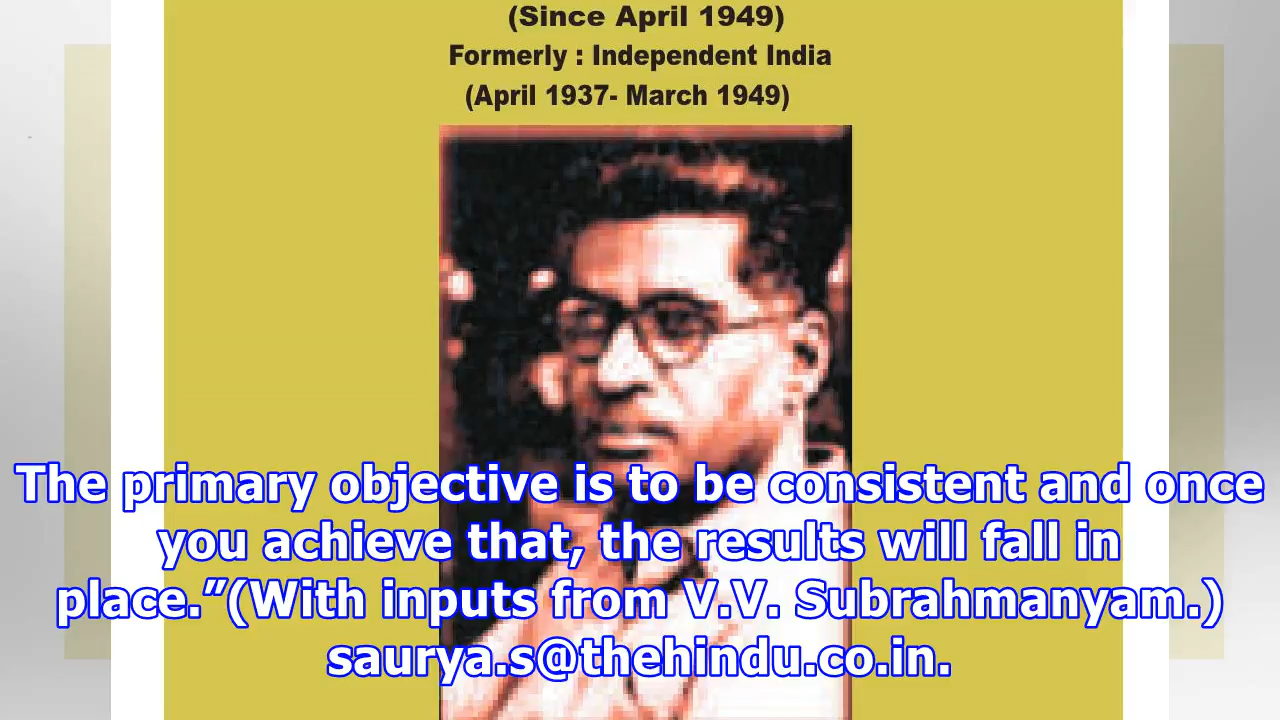 (Since April 1949)
Formerly : Independent India
(April 1937- March 1949)
The primary objective is to be consistent and once
you achieve that, the results will fall in
place.”(With inputs from V.V. Subrahmanyam.)
saurya.s@thehindu.co.in.